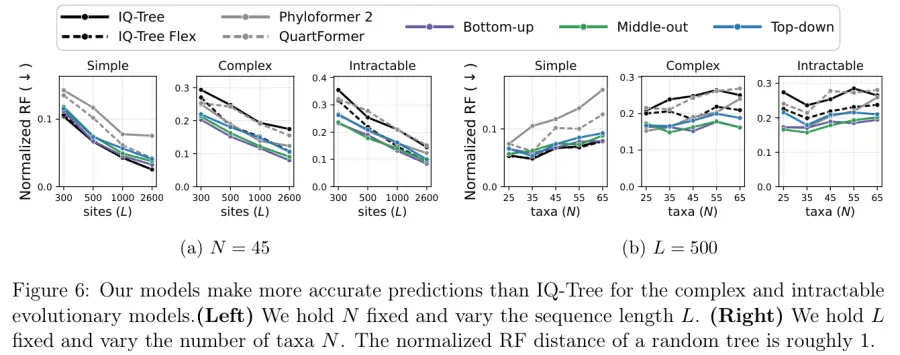 IQ-Tree
IQ-Tree Flex
Phyloformer 2
QuartFormer
Bottom-up
Middle-out
Top-down
Simple
Complex
Intractable
Simple
Complex
Intractable
Normalized RF (↓)
0.1
0.0
300 500 1000 2600
sites (L)
0.3
0.2
0.1
0.0
300 500 1000 2600
sites (L)
0.4
0.3
0.2
0.1
0.0
300 500 1000 2600
sites (L)
Normalized RF (↓)
0.1
0.0
25 35 45 55 65
taxa (N)
0.3
0.2
0.1
0.0
25 35 45 55 65
taxa (N)
0.3
0.2
0.1
0.0
25 35 45 55 65
taxa (N)
(a) N = 45
(b) L = 500
Figure 6: Our models make more accurate predictions than IQ-Tree for the complex and intractable
evolutionary models.(Left) We hold N fixed and vary the sequence length L. (Right) We hold L
fixed and vary the number of taxa N. The normalized RF distance of a random tree is roughly 1.